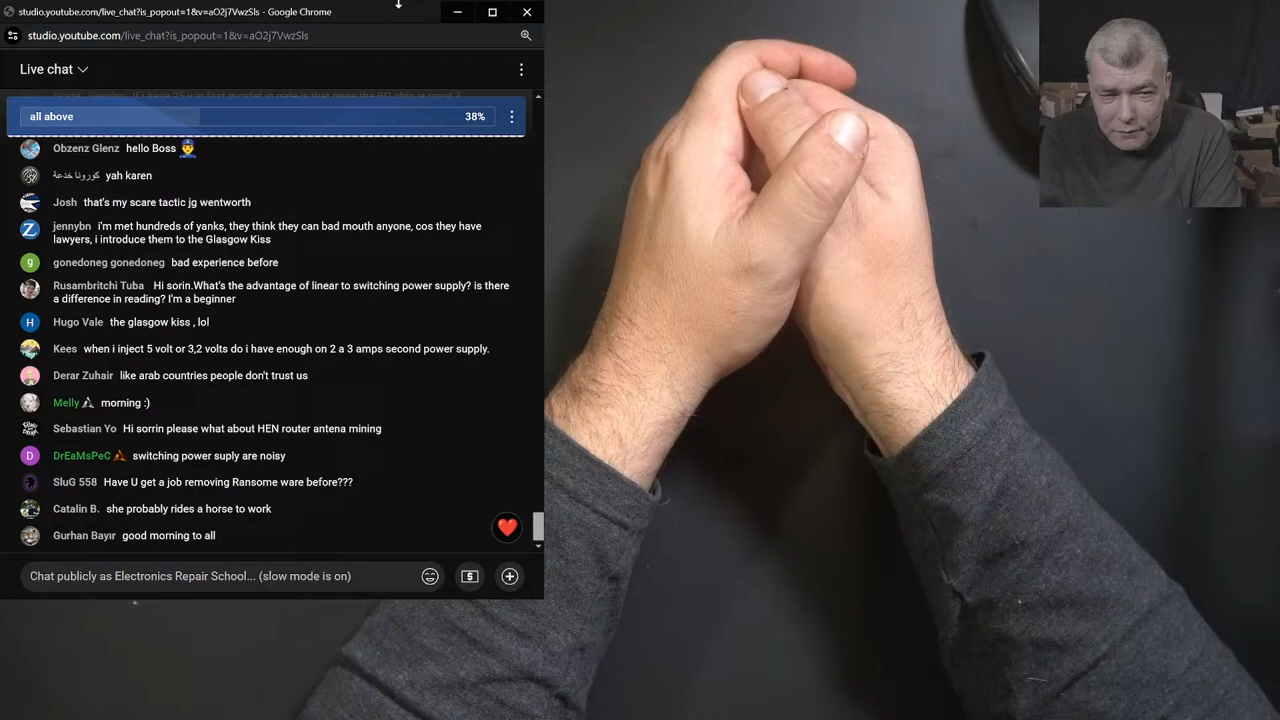 studio.youtube.com/live_chat?is_popout=1&v=aO2j7VwzSls - Google Chrome
studio.youtube.com/live_chat?is_popout=1&v=aO2j7VwzSls
Live chat
all above 38%
Obzenz Glenz hello Boss 👮
كورونا خدعة yah karen
Josh that's my scare tactic jg wentworth
jennybn i'm met hundreds of yanks, they think they can bad mouth anyone, cos they have
lawyers, i introduce them to the Glasgow Kiss
gonedoneg gonedoneg bad experience before
Rusambritchi Tuba Hi sorin.What's the advantage of linear to switching power supply? is there
a difference in reading? I'm a beginner
Hugo Vale the glasgow kiss , lol
Kees when i inject 5 volt or 3,2 volts do i have enough on 2 a 3 amps second power supply.
Derar Zuhair like arab countries people don't trust us
Melly morning :)
Sebastian Yo Hi sorrin please what about HEN router antena mining
DrEaMsPeC switching power suply are noisy
SluG 558 Have U get a job removing Ransome ware before???
Catalin B. she probably rides a horse to work
Gurhan Bayır good morning to all
Chat publicly as Electronics Repair School... (slow mode is on)